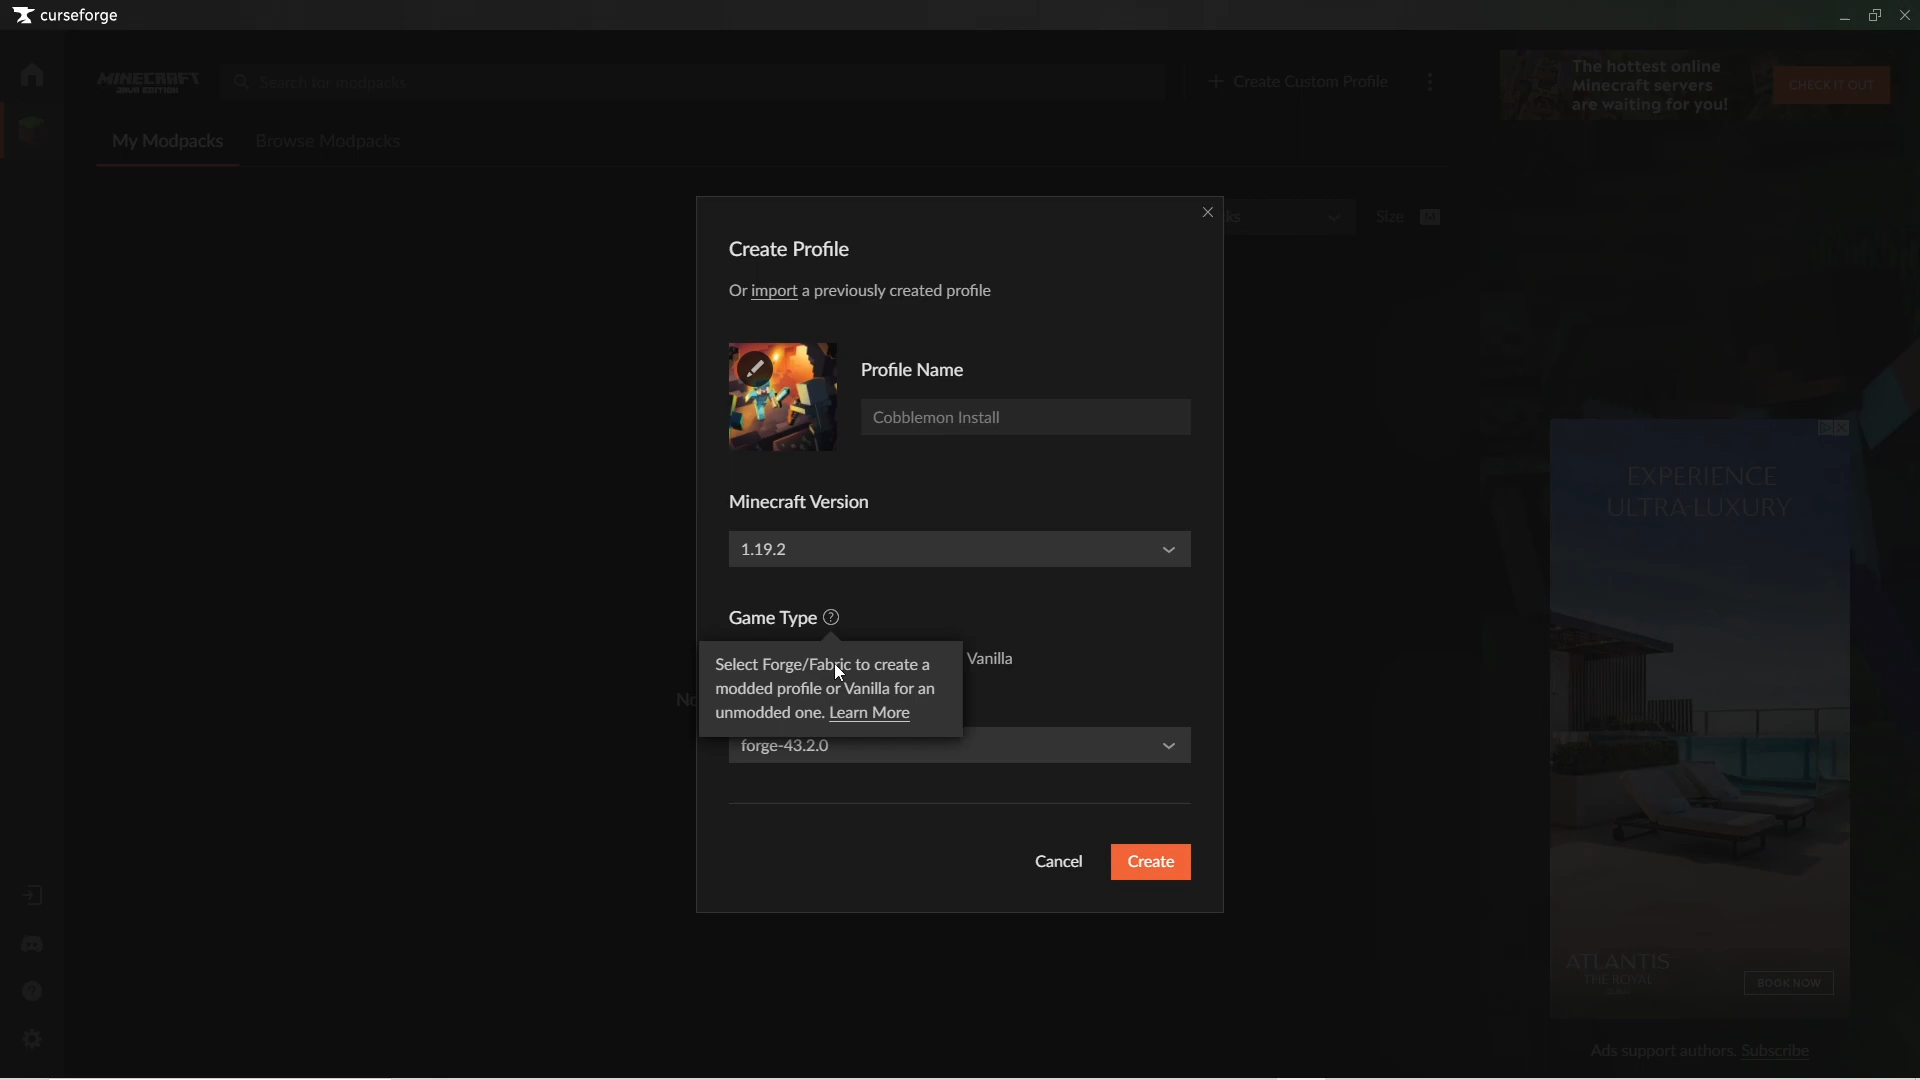 curseforge
MINECRAFT
JAVA EDITION
Search for modpacks
Create Custom Profile
The hottest online
Minecraft servers
are waiting for you!
CHECK IT OUT
My Modpacks
Browse Modpacks
Size
M
Create Profile
Or import a previously created profile
Profile Name
Cobblemon Install
Minecraft Version
1.19.2
Game Type ?
Vanilla
Select Forge/Fabric to create a
modded profile or Vanilla for an
unmodded one. Learn More
forge-43.2.0
Cancel
Create
EXPERIENCE
ULTRA-LUXURY
ATLANTIS
THE ROYAL
BOOK NOW
Ads support authors. Subscribe